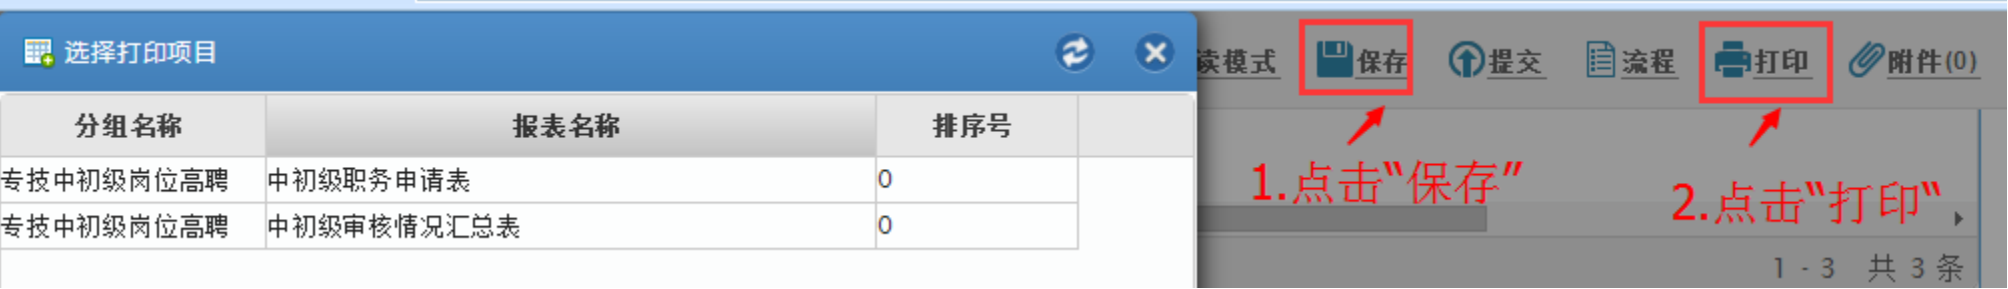 选择打印项目
读模式 保存 提交 流程 打印 附件(0)
分组名称 报表名称 排序号
专技中初级岗位高聘 中初级职务申请表 0
专技中初级岗位高聘 中初级审核情况汇总表 0
1.点击“保存”
2.点击“打印“
1 - 3 共 3 条